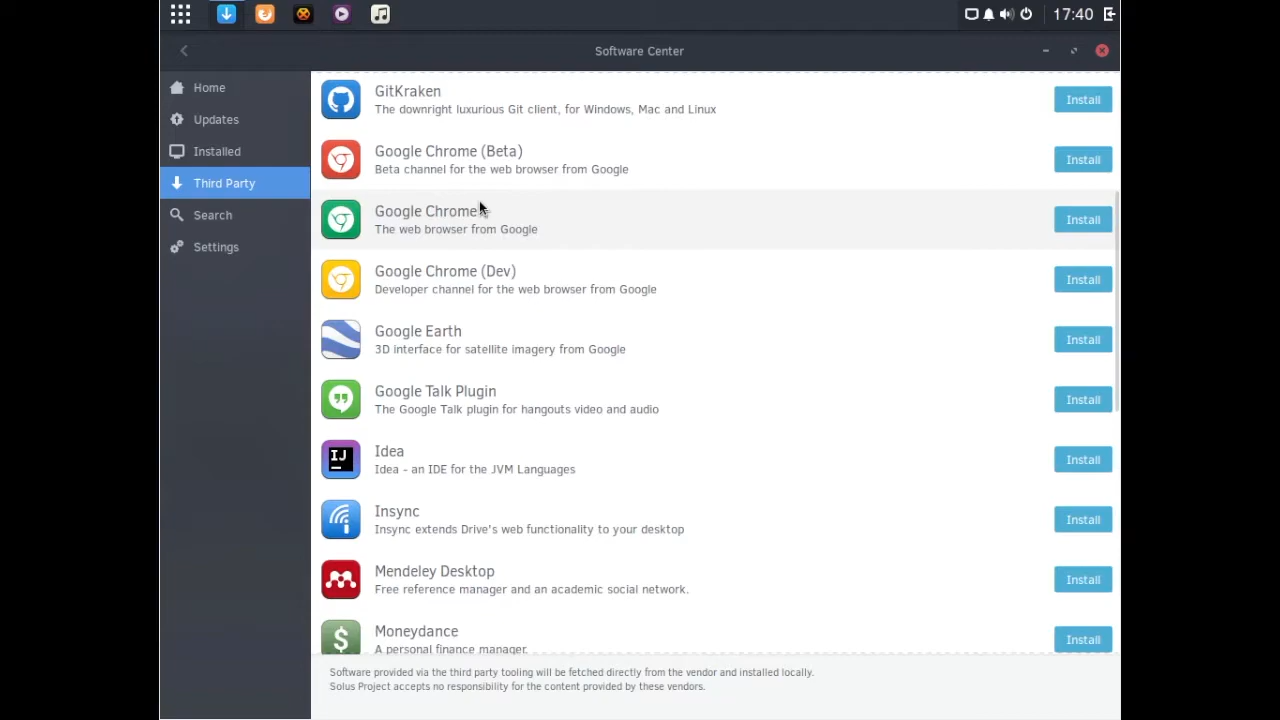 17:40
Software Center
Home
Updates
Installed
Third Party
Search
Settings
GitKraken
The downright luxurious Git client, for Windows, Mac and Linux
Install
Google Chrome (Beta)
Beta channel for the web browser from Google
Install
Google Chrome
The web browser from Google
Install
Google Chrome (Dev)
Developer channel for the web browser from Google
Install
Google Earth
3D interface for satellite imagery from Google
Install
Google Talk Plugin
The Google Talk plugin for hangouts video and audio
Install
IJ
Idea
Idea - an IDE for the JVM Languages
Install
Insync
Insync extends Drive's web functionality to your desktop
Install
Mendeley Desktop
Free reference manager and an academic social network.
Install
$
Moneydance
A personal finance manager.
Install
Software provided via the third party tooling will be fetched directly from the vendor and installed locally.
Solus Project accepts no responsibility for the content provided by these vendors.